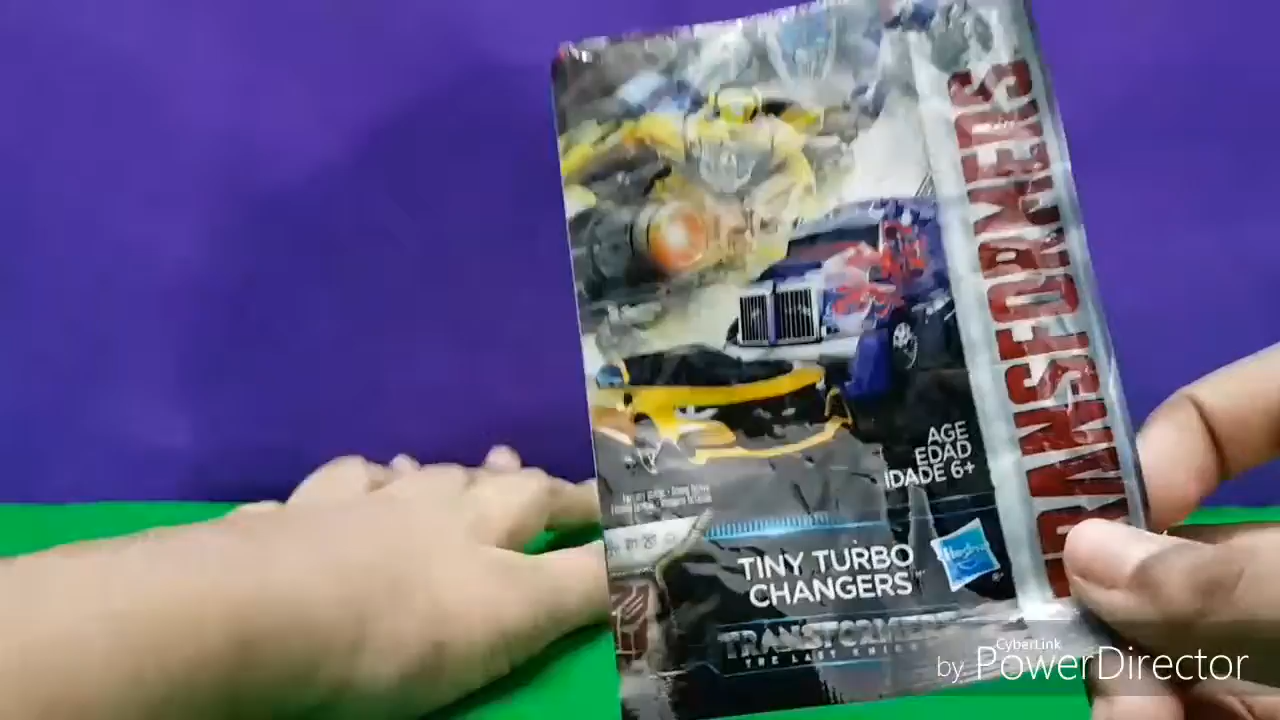 TRANSFORMERS
AGE
EDAD
IDADE 6+
TINY TURBO
CHANGERS
Hasbro
TRANSFORMERS
THE LAST KNIGHT
CyberLink
by PowerDirector